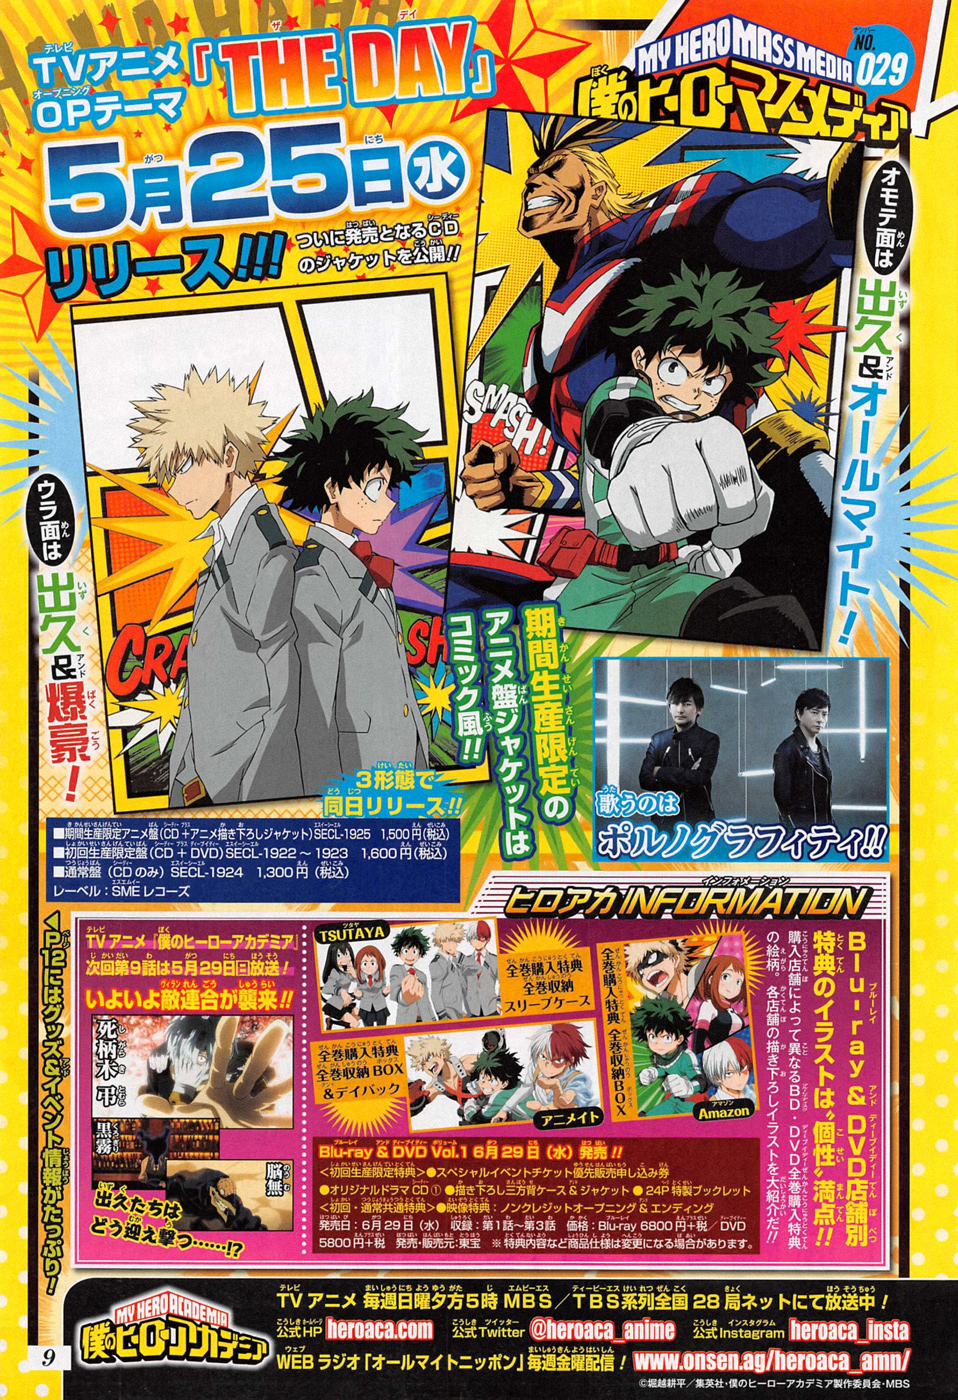 TVアニメ「THE DAY」
OPテーマ
5月25日水
リリース!!!
ついに発売となるCD
のジャケットを公開!!
MY HERO MASS MEDIA
僕のヒーローマスメディア
NO.
029
オモテ面は
出久&オールマイト!
SMASH!
ウラ面は
出久&爆豪!
CRA
SH
期間生産限定の
アニメ盤ジャケットは
コミック風!!
3形態で
同日リリース!!
■期間生産限定アニメ盤(CD+アニメ描き下ろしジャケット)SECL-1925 1,500円(税込)
■初回生産限定盤(CD+DVD)SECL-1922〜1923 1,600円(税込)
■通常盤(CDのみ)SECL-1924 1,300円(税込)
レーベル:SMEレコーズ
歌うのは
ポルノグラフィティ!!
ヒロアカINFORMATION
◀P12にはグッズ&イベント情報がたっぷり!
TVアニメ『僕のヒーローアカデミア』
次回第9話は5月29日日放送!
いよいよ敵連合が襲来!!
死柄木 弔
黒霧
脳無
出久たちは
どう迎え撃つ……!?
TSUTAYA
全巻購入特典
全巻収納
スリーブケース
全巻購入特典
全巻収納BOX
&デイパック
アニメイト
全巻購入特典 全巻収納BOX
Amazon
Blu-ray&DVD店舗別
特典のイラストは“個性”満点!!
購入店舗によって異なるBD・DVD全巻購入特典
の絵柄。各店舗の描き下ろしイラストを大紹介だ!!
Blu-ray & DVD Vol.1 6月29日(水)発売!!
<初回生産限定特典>●スペシャルイベントチケット優先販売申し込み券
●オリジナルドラマCD① ●描き下ろし三方背ケース&ジャケット ●24P特製ブックレット
<初回・通常共通特典>●映像特典:ノンクレジットオープニング&エンディング
発売日:6月29日(水) 収録:第1話〜第3話 価格:Blu-ray 6800円+税/DVD
5800円+税 発売・販売元:東宝 ※特典内容など商品仕様は変更になる場合があります。
MY HERO ACADEMIA
僕のヒーローアカデミア
TVアニメ 毎週日曜夕方5時 MBS/TBS系列全国28局ネットにて放送中!
公式HP heroaca.com 公式Twitter @heroaca_anime 公式Instagram heroaca_insta
WEBラジオ「オールマイトニッポン」毎週金曜配信! www.onsen.ag/heroaca_amn/
©堀越耕平/集英社・僕のヒーローアカデミア製作委員会・MBS
9